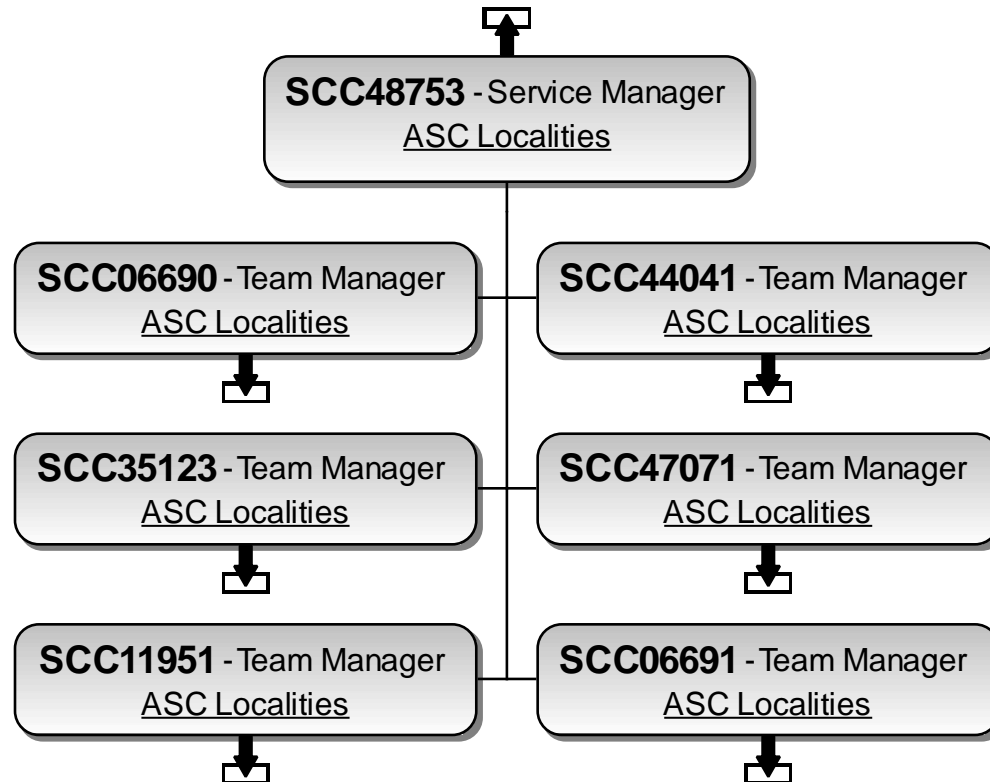 SCC48753 - Service Manager
ASC Localities
SCC06690 - Team Manager
ASC Localities
SCC44041 - Team Manager
ASC Localities
SCC35123 - Team Manager
ASC Localities
SCC47071 - Team Manager
ASC Localities
SCC11951 - Team Manager
ASC Localities
SCC06691 - Team Manager
ASC Localities